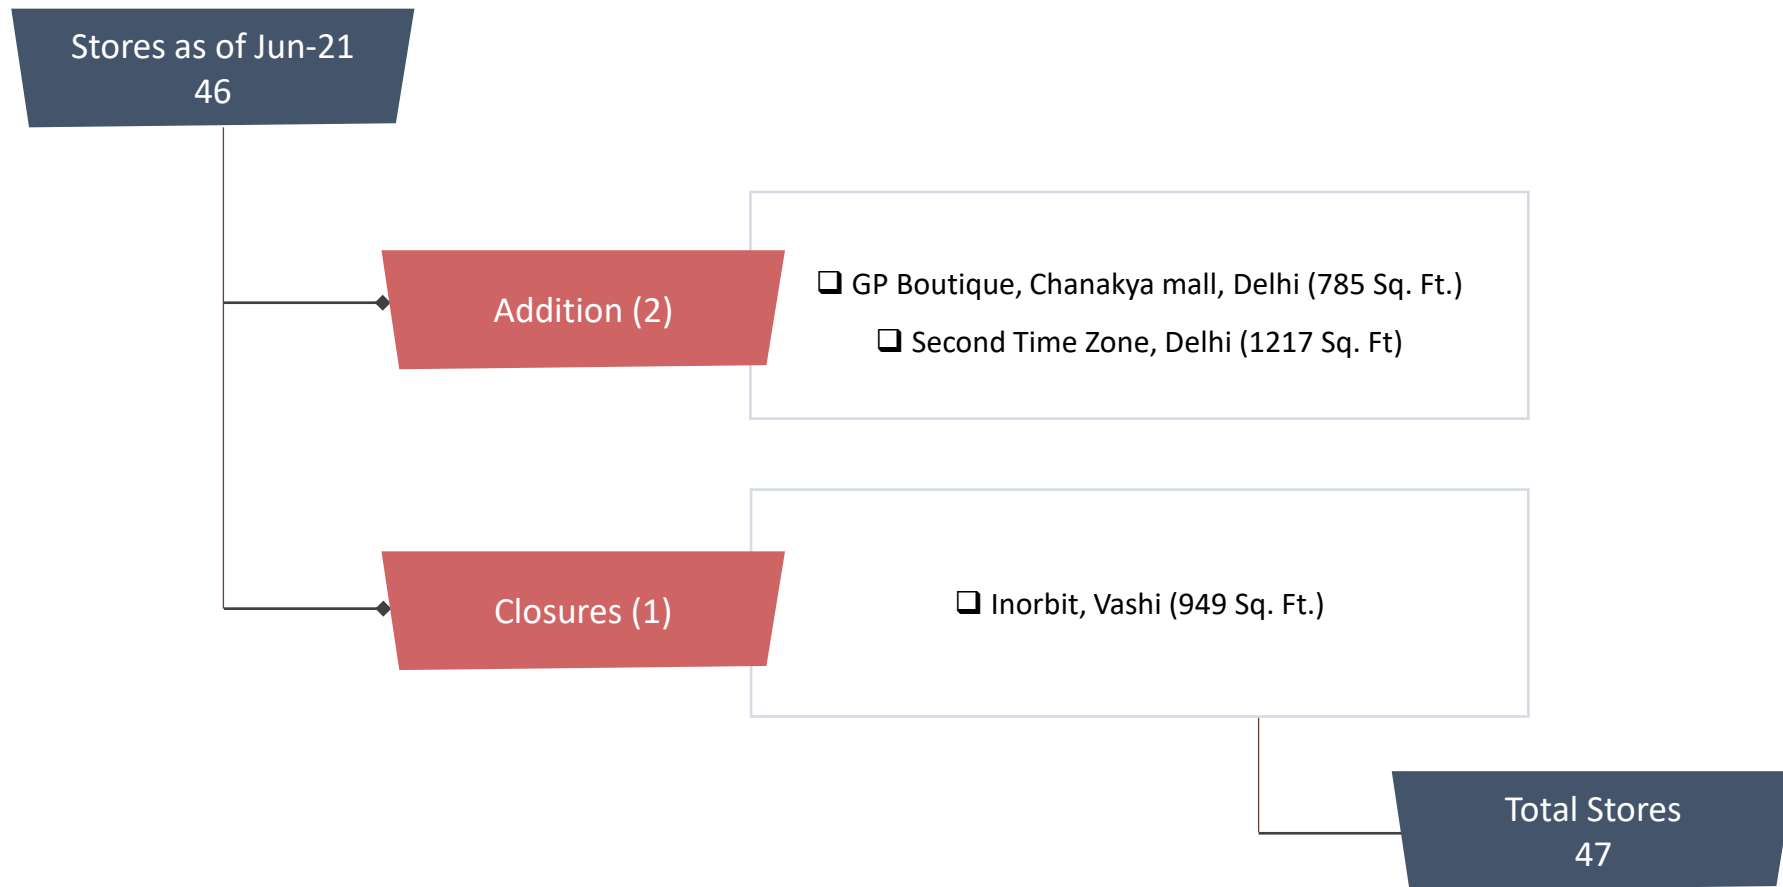 Stores as of Jun-21
46
Addition (2)
❑ GP Boutique, Chanakya mall, Delhi (785 Sq. Ft.)
❑ Second Time Zone, Delhi (1217 Sq. Ft)
Closures (1)
❑ Inorbit, Vashi (949 Sq. Ft.)
Total Stores
47